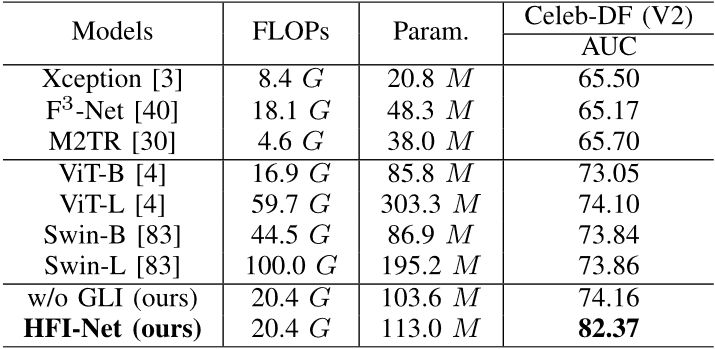 Models FLOPs Param. Celeb-DF (V2)
AUC
Xception [3] 8.4 G 20.8 M 65.50
F³-Net [40] 18.1 G 48.3 M 65.17
M2TR [30] 4.6 G 38.0 M 65.70
ViT-B [4] 16.9 G 85.8 M 73.05
ViT-L [4] 59.7 G 303.3 M 74.10
Swin-B [83] 44.5 G 86.9 M 73.84
Swin-L [83] 100.0 G 195.2 M 73.86
w/o GLI (ours) 20.4 G 103.6 M 74.16
HFI-Net (ours) 20.4 G 113.0 M 82.37